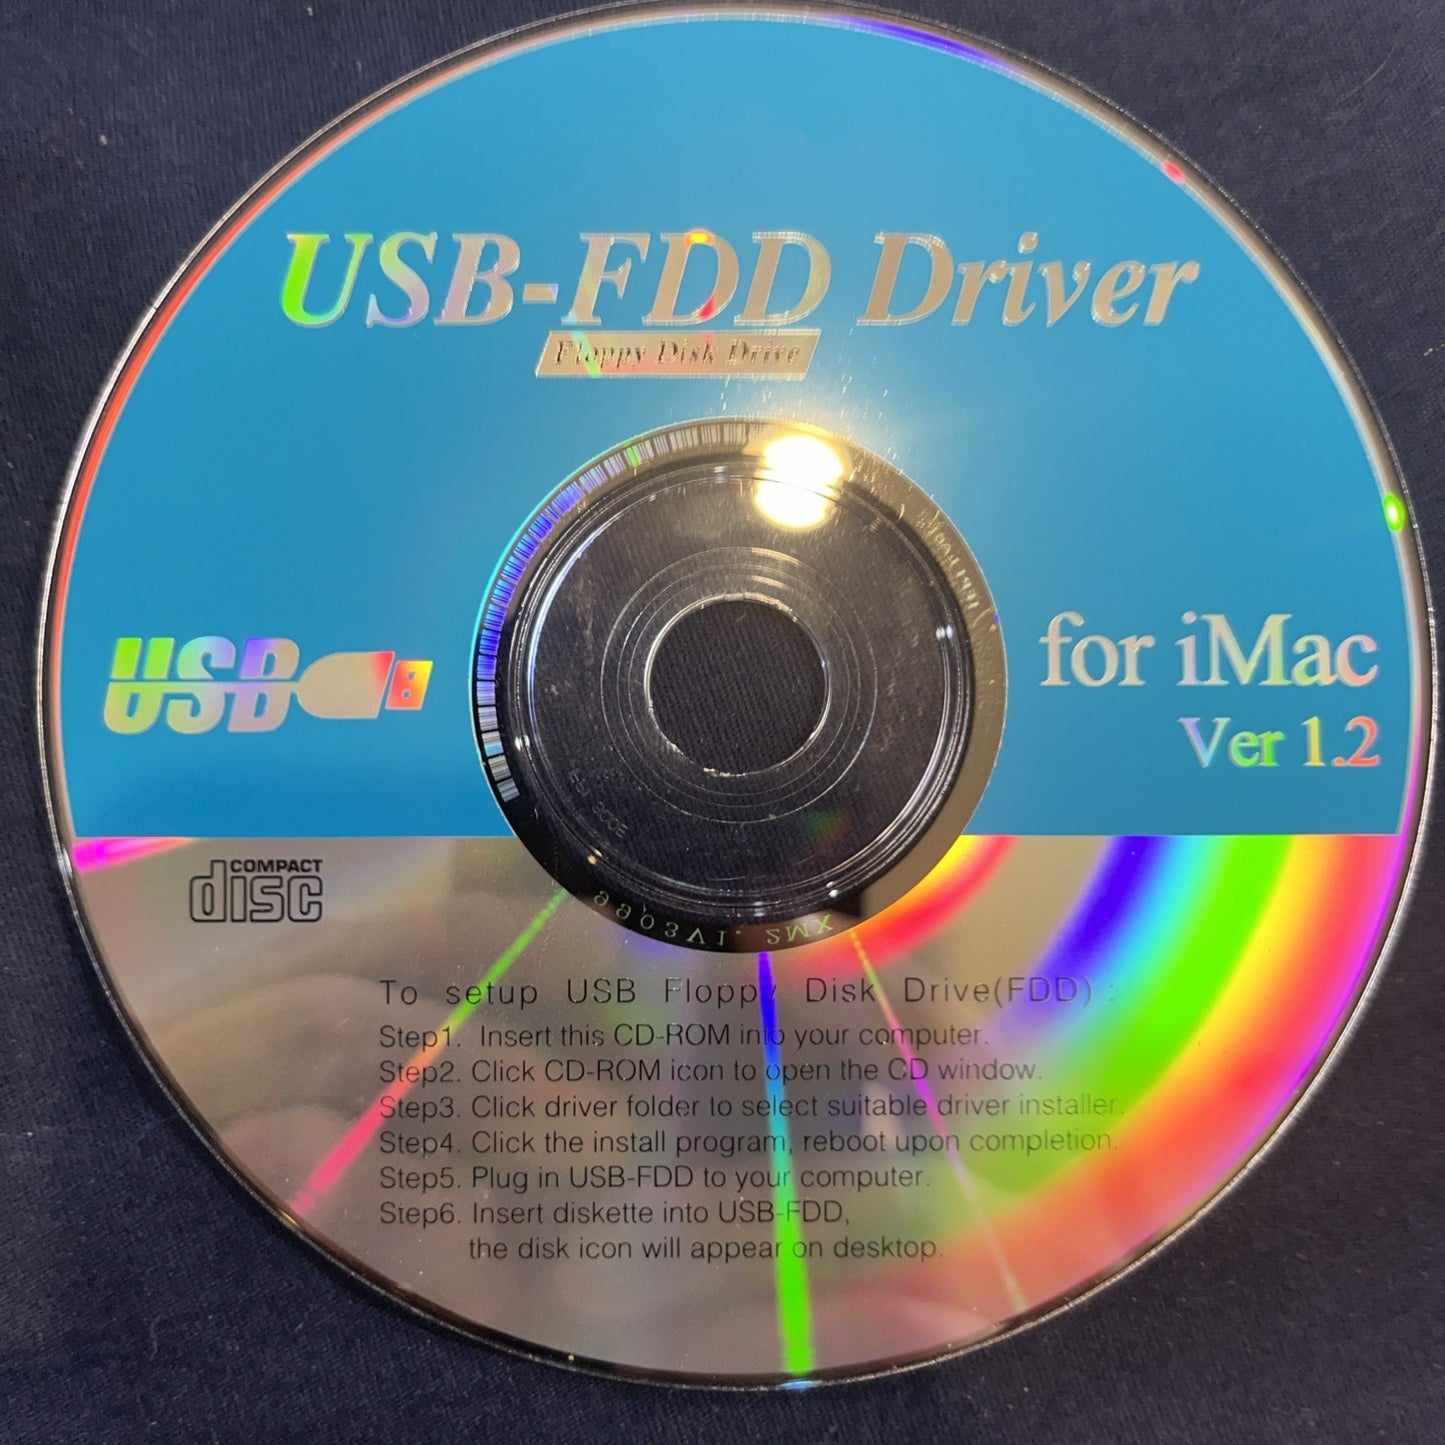 USB-FDD Driver
Floppy Disk Drive
USB
for iMac
Ver 1.2
COMPACT
disc
To setup USB Floppy Disk Drive(FDD) :
Step1. Insert this CD-ROM into your computer.
Step2. Click CD-ROM icon to open the CD window.
Step3. Click driver folder to select suitable driver installer.
Step4. Click the install program, reboot upon completion.
Step5. Plug in USB-FDD to your computer.
Step6. Insert diskette into USB-FDD,
the disk icon will appear on desktop.